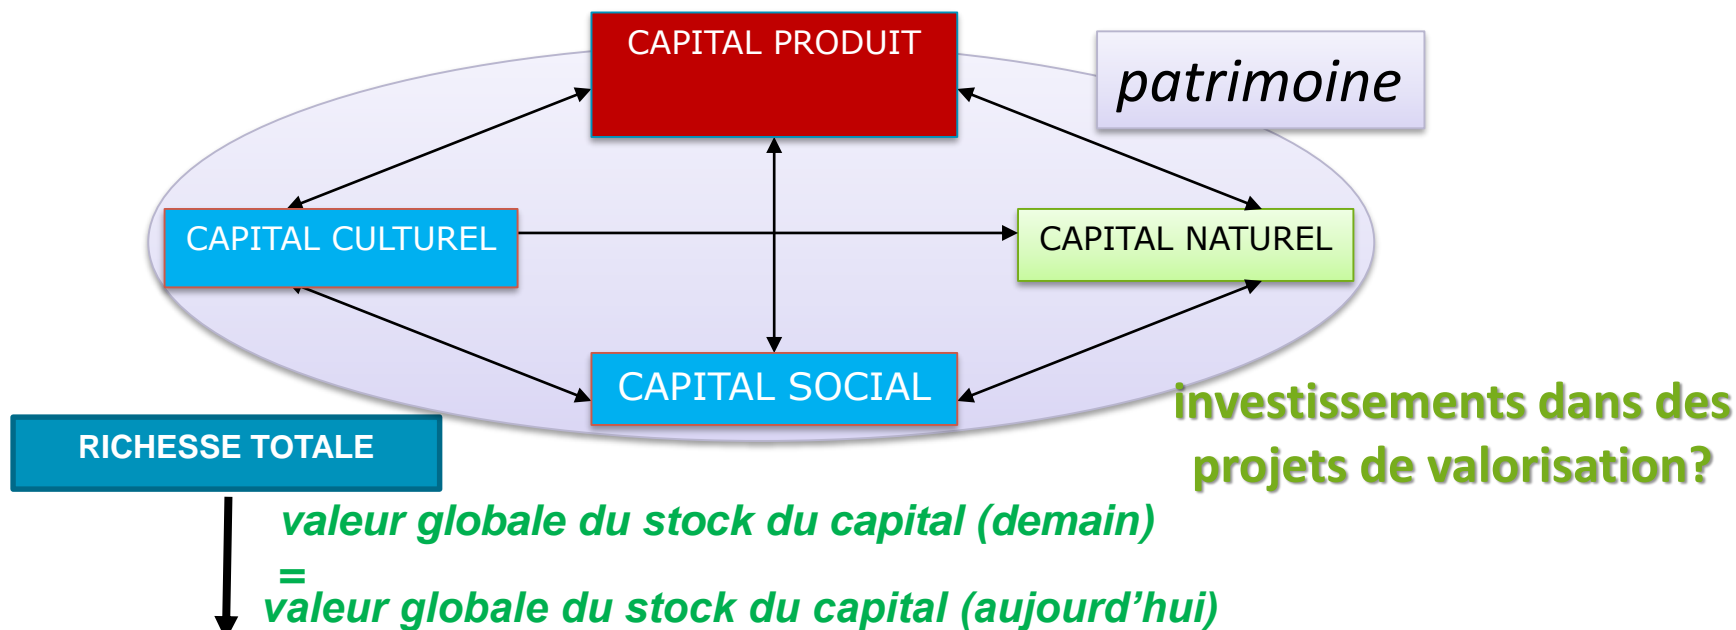 CAPITAL PRODUIT
patrimoine
CAPITAL CULTUREL
CAPITAL NATUREL
CAPITAL SOCIAL
investissements dans des
projets de valorisation?
RICHESSE TOTALE
valeur globale du stock du capital (demain)
=
valeur globale du stock du capital (aujourd’hui)